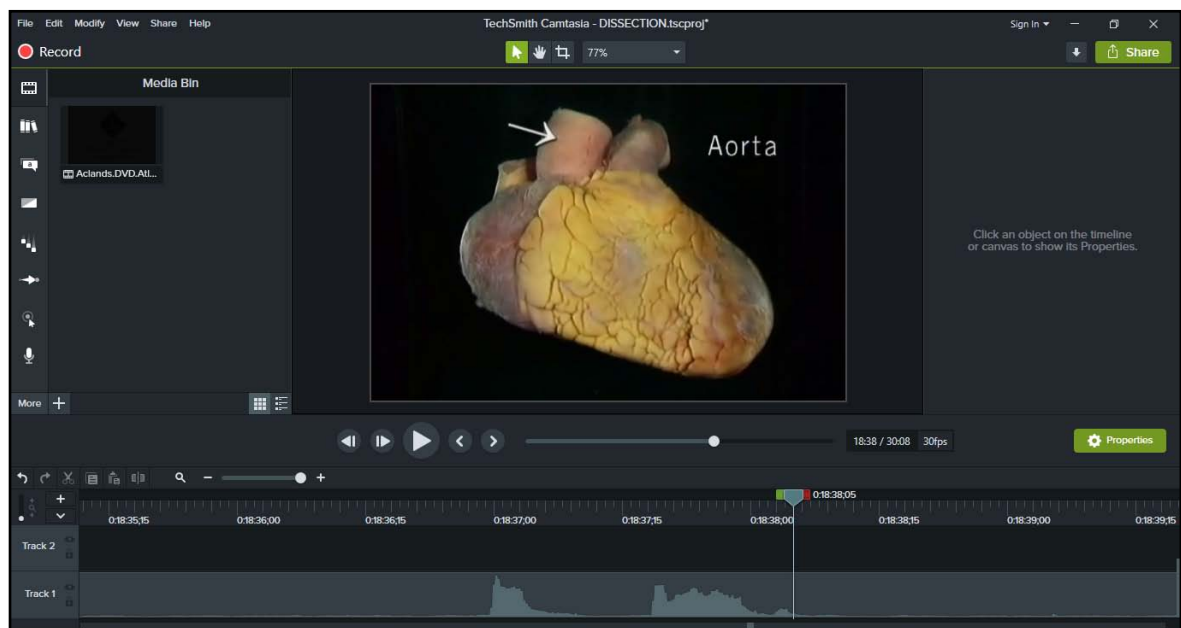 File Edit Modify View Share Help
TechSmith Camtasia - DISSECTION.tscproj*
Sign In
Record
77%
Share
Media Bin
a
Aclands.DVD.Atl...
Aorta
Click an object on the timeline
or canvas to show its Properties.
More
18:38 / 30:08 30fps
Properties
0:18:38;05
0:18:35;15 0:18:36;00 0:18:36;15 0:18:37;00 0:18:37;15 0:18:38;00 0:18:38;15 0:18:39;00 0:18:39;15
Track 2
Track 1